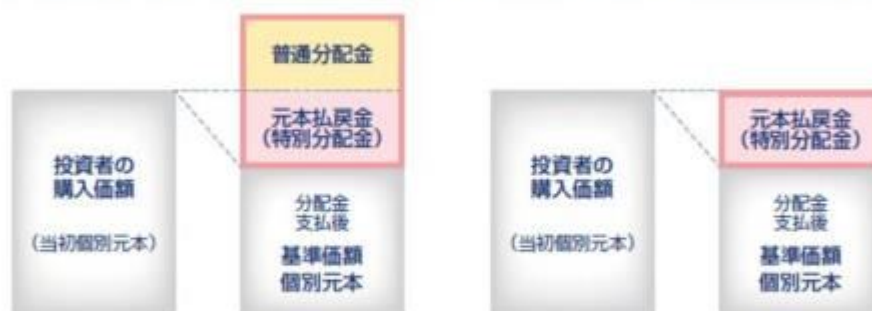 普通分配金
元本払戻金
（特別分配金）
投資者の
購入価額
（当初個別元本）
分配金
支払後
基準価額
個別元本
元本払戻金
（特別分配金）
投資者の
購入価額
（当初個別元本）
分配金
支払後
基準価額
個別元本